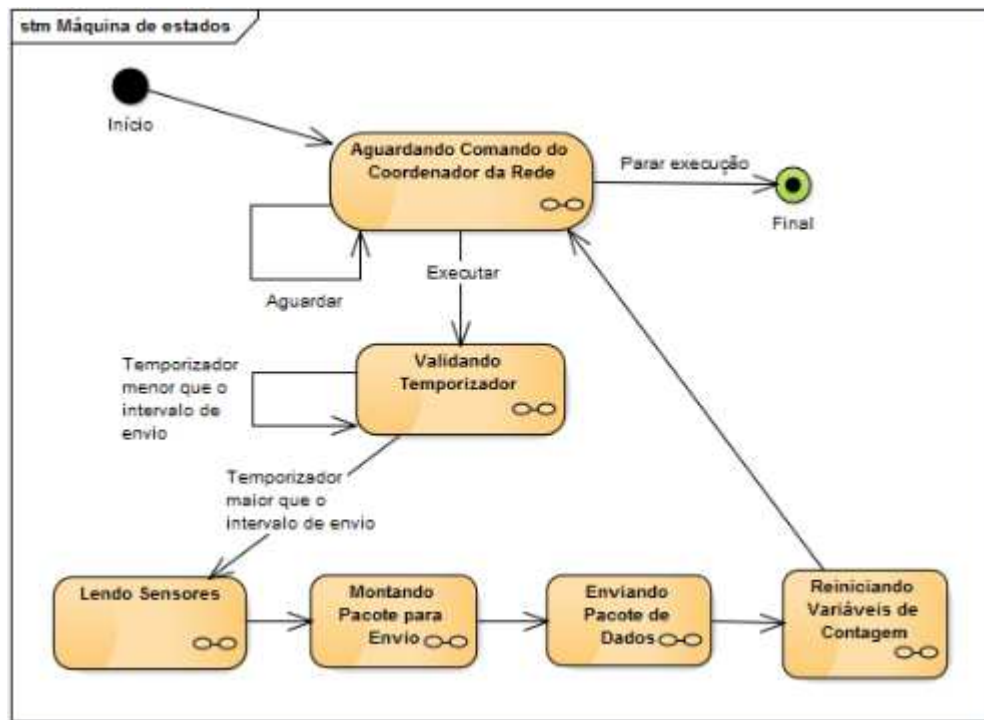 stm Máquina de estados
Início
Aguardando Comando do
Coordenador da Rede
Parar execução
Final
Aguardar
Executar
Validando
Temporizador
Temporizador
menor que o
intervalo de
envio
Temporizador
maior que o
intervalo de envio
Lendo Sensores
Montando
Pacote para
Envio
Enviando
Pacote de
Dados
Reiniciando
Variáveis de
Contagem